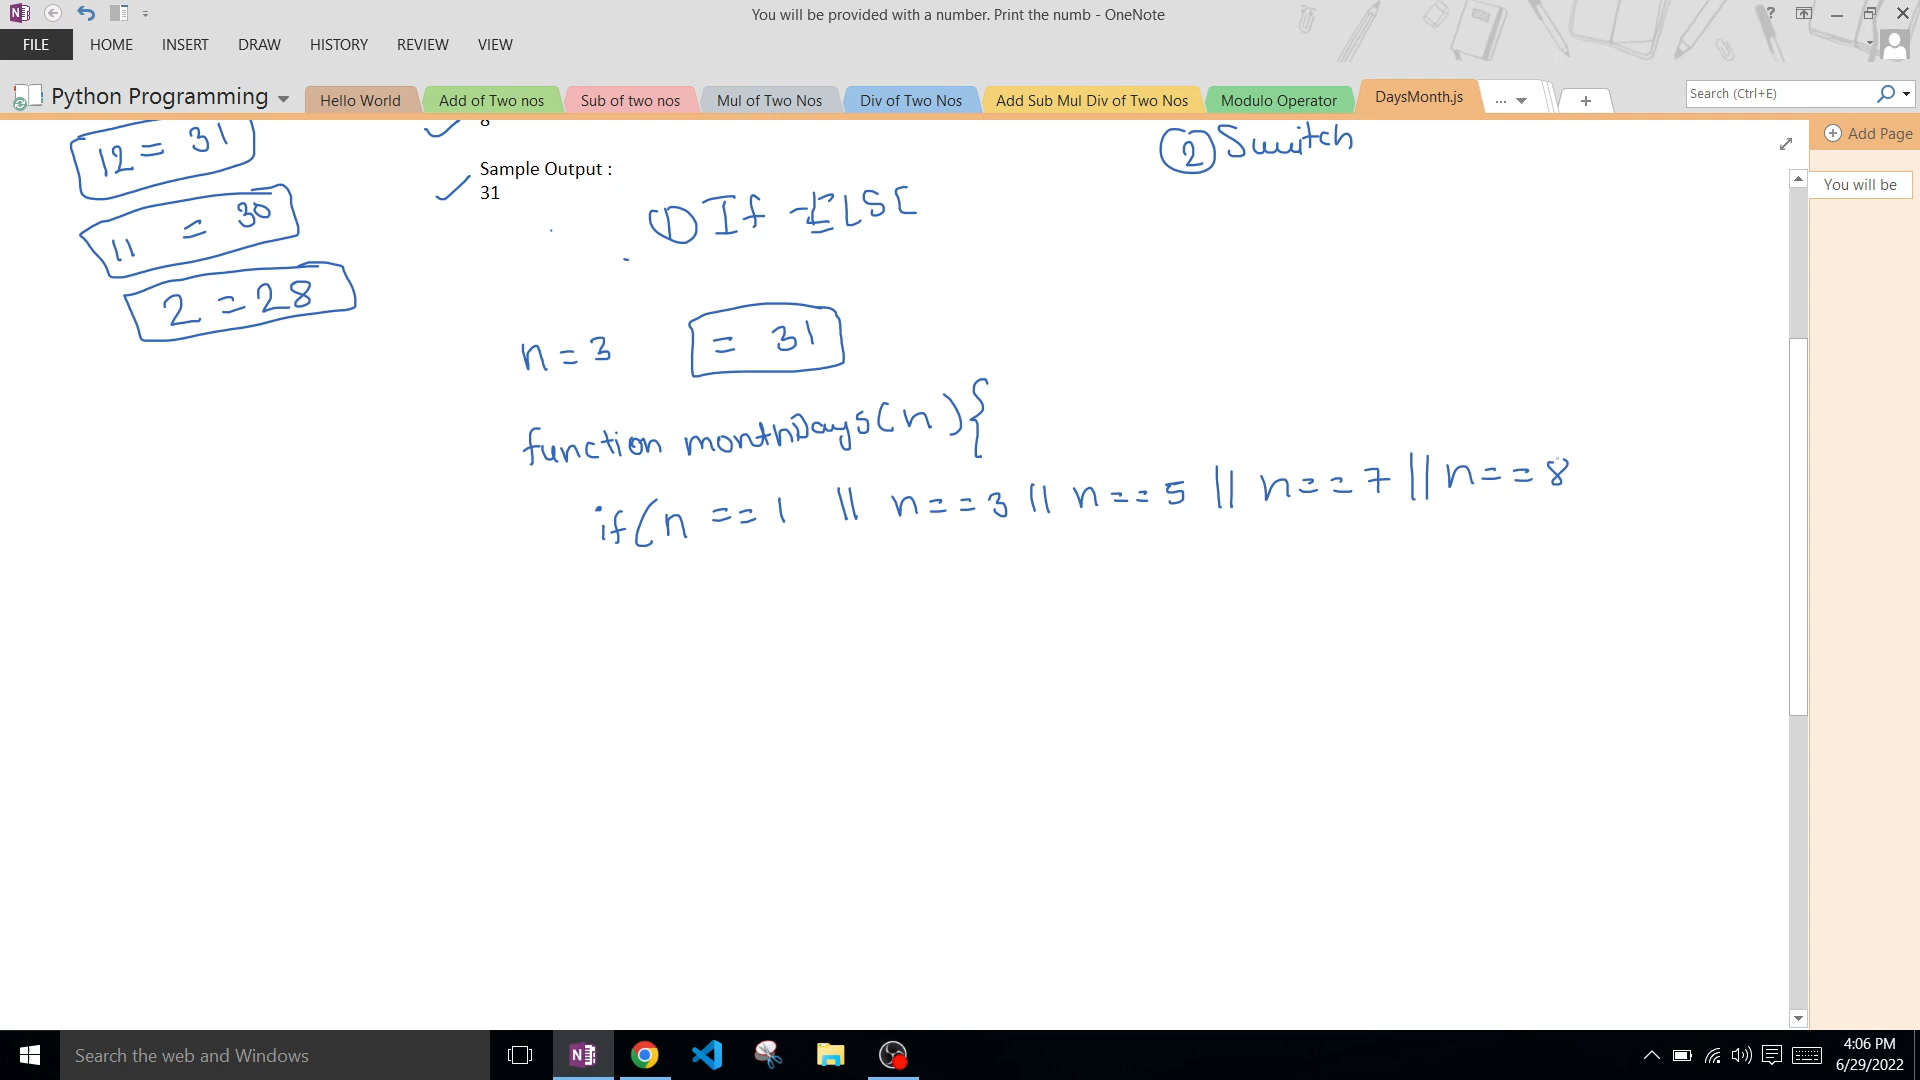 You will be provided with a number. Print the numb - OneNote
FILE HOME INSERT DRAW HISTORY REVIEW VIEW
Python Programming Hello World Add of Two nos Sub of two nos Mul of Two Nos Div of Two Nos Add Sub Mul Div of Two Nos Modulo Operator DaysMonth.js ... + Search (Ctrl+E)
Add Page
You will be
12 = 31
8
② Switch
Sample Output :
31
11 = 30
① If - ELSE
2 = 28
n = 3 = 31
function monthDays(n){
if(n == 1 || n == 3 || n == 5 || n == 7 || n == 8
Search the web and Windows
4:06 PM
6/29/2022